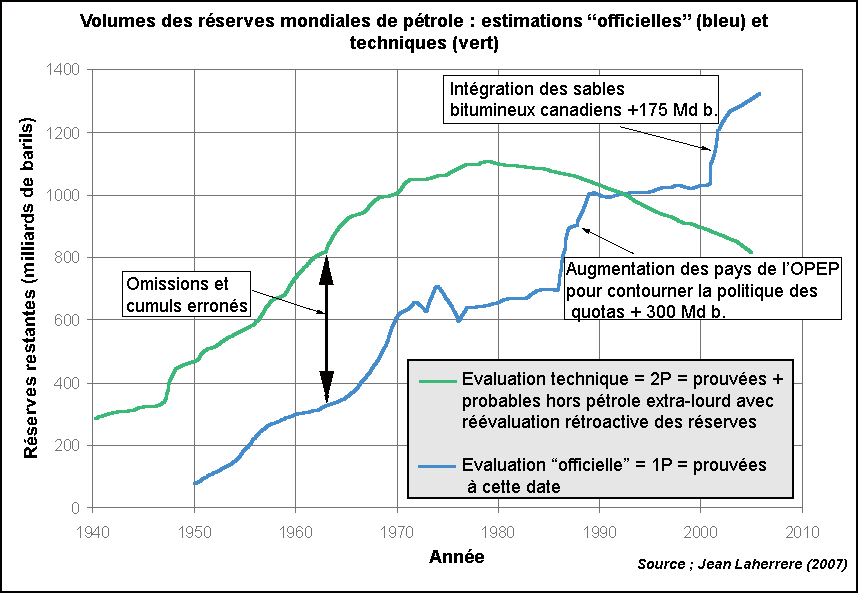 Volumes des réserves mondiales de pétrole : estimations “officielles” (bleu) et
techniques (vert)
Réserves restantes (milliards de barils)
1400
1200
1000
800
600
400
200
0
Intégration des sables
bitumineux canadiens +175 Md b.
Omissions et
cumuls erronés
Augmentation des pays de l’OPEP
pour contourner la politique des
quotas + 300 Md b.
Evaluation technique = 2P = prouvées +
probables hors pétrole extra-lourd avec
réévaluation rétroactive des réserves
Evaluation “officielle” = 1P = prouvées
à cette date
1940 1950 1960 1970 1980 1990 2000 2010
Année
Source ; Jean Laherrere (2007)